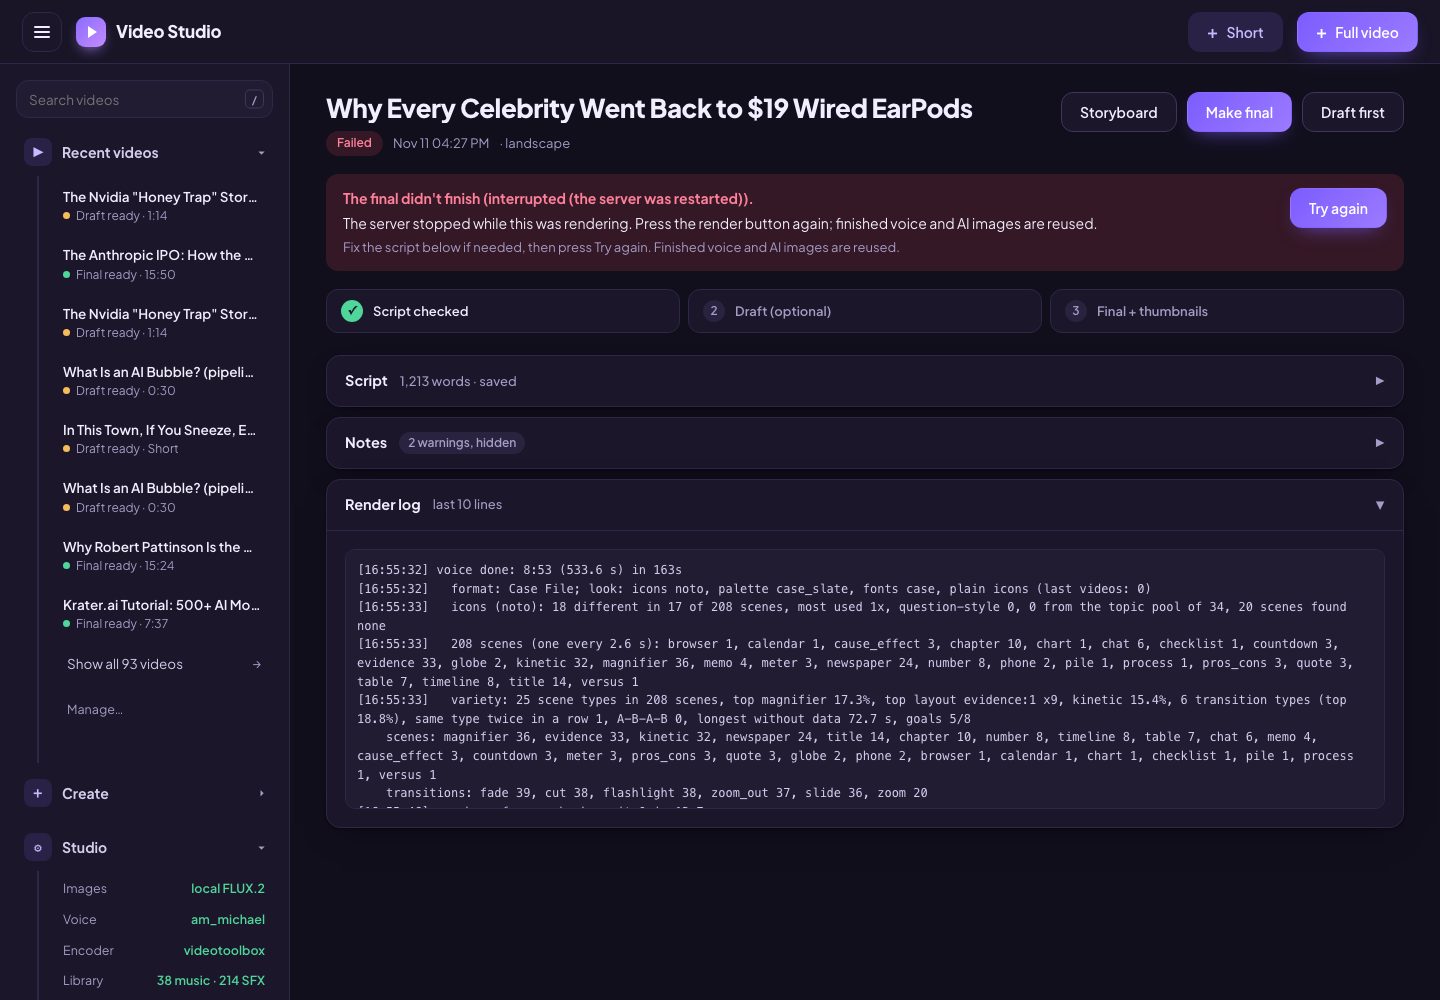 Video Studio
+ Short
+ Full video
Search videos
/
Recent videos
The Nvidia "Honey Trap" Stor...
Draft ready · 1:14
The Anthropic IPO: How the ...
Final ready · 15:50
The Nvidia "Honey Trap" Stor...
Draft ready · 1:14
What Is an AI Bubble? (pipeli...
Draft ready · 0:30
In This Town, If You Sneeze, E...
Draft ready · Short
What Is an AI Bubble? (pipeli...
Draft ready · 0:30
Why Robert Pattinson Is the ...
Final ready · 15:24
Krater.ai Tutorial: 500+ AI Mo...
Final ready · 7:37
Show all 93 videos
Manage...
Create
Studio
Images local FLUX.2
Voice am_michael
Encoder videotoolbox
Library 38 music · 214 SFX
Why Every Celebrity Went Back to $19 Wired EarPods
Storyboard
Make final
Draft first
Failed Nov 11 04:27 PM · landscape
The final didn't finish (interrupted (the server was restarted)).
The server stopped while this was rendering. Press the render button again; finished voice and AI images are reused.
Fix the script below if needed, then press Try again. Finished voice and AI images are reused.
Try again
Script checked
2 Draft (optional)
3 Final + thumbnails
Script 1,213 words · saved
Notes 2 warnings, hidden
Render log last 10 lines
[16:55:32] voice done: 8:53 (533.6 s) in 163s
[16:55:32] format: Case File; look: icons noto, palette case_slate, fonts case, plain icons (last videos: 0)
[16:55:33] icons (noto): 18 different in 17 of 208 scenes, most used 1x, question-style 0, 0 from the topic pool of 34, 20 scenes found
none
[16:55:33] 208 scenes (one every 2.6 s): browser 1, calendar 1, cause_effect 3, chapter 10, chart 1, chat 6, checklist 1, countdown 3,
evidence 33, globe 2, kinetic 32, magnifier 36, memo 4, meter 3, newspaper 24, number 8, phone 2, pile 1, process 1, pros_cons 3, quote 3,
table 7, timeline 8, title 14, versus 1
[16:55:33] variety: 25 scene types in 208 scenes, top magnifier 17.3%, top layout evidence:1 x9, kinetic 15.4%, 6 transition types (top
18.8%), same type twice in a row 1, A-B-A-B 0, longest without data 72.7 s, goals 5/8
scenes: magnifier 36, evidence 33, kinetic 32, newspaper 24, title 14, chapter 10, number 8, timeline 8, table 7, chat 6, memo 4,
cause_effect 3, countdown 3, meter 3, pros_cons 3, quote 3, globe 2, phone 2, browser 1, calendar 1, chart 1, checklist 1, pile 1, process
1, versus 1
transitions: fade 39, cut 38, flashlight 38, zoom_out 37, slide 36, zoom 20